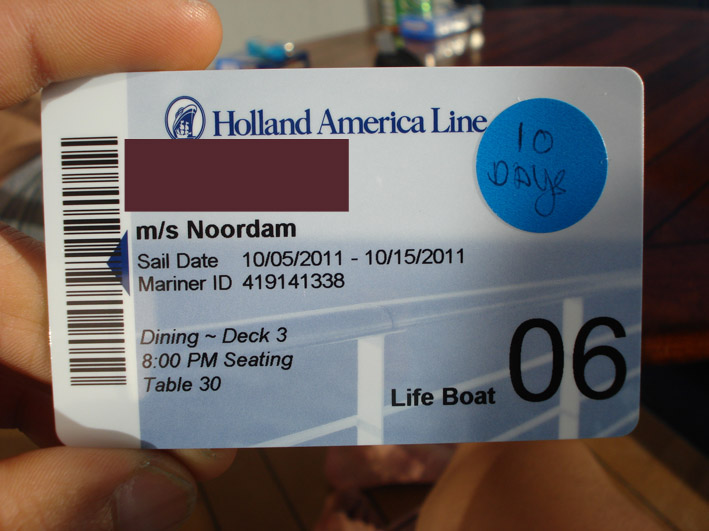 Holland America Line
10
DAYS
m/s Noordam
Sail Date 10/05/2011 - 10/15/2011
Mariner ID 419141338
Dining ~ Deck 3
8:00 PM Seating
Table 30
Life Boat 06